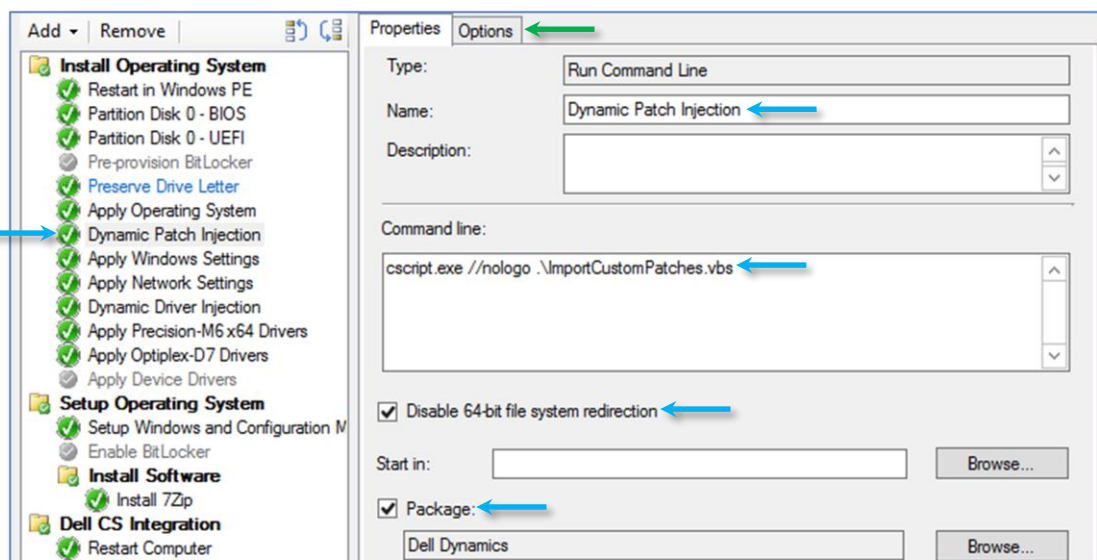 Add
Remove
Install Operating System
Restart in Windows PE
Partition Disk 0 - BIOS
Partition Disk 0 - UEFI
Pre-provision BitLocker
Preserve Drive Letter
Apply Operating System
Dynamic Patch Injection
Apply Windows Settings
Apply Network Settings
Dynamic Driver Injection
Apply Precision-M6 x64 Drivers
Apply Optiplex-D7 Drivers
Apply Device Drivers
Setup Operating System
Setup Windows and Configuration M
Enable BitLocker
Install Software
Install 7Zip
Dell CS Integration
Restart Computer
Properties
Options
Type:
Run Command Line
Name:
Dynamic Patch Injection
Description:
Command line:
cscript.exe //nologo .\ImportCustomPatches.vbs
Disable 64-bit file system redirection
Start in:
Browse...
Package:
Dell Dynamics
Browse...